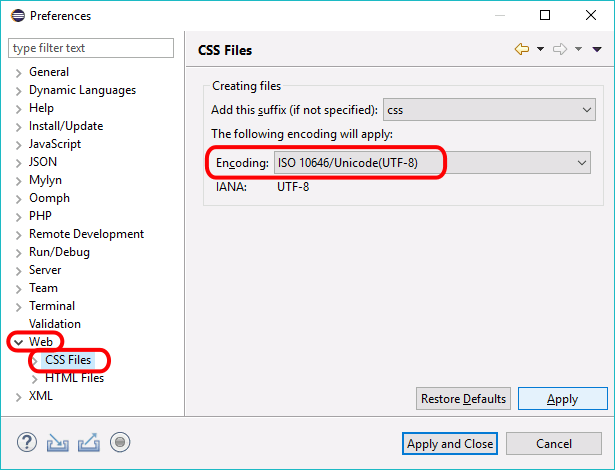 Preferences
type filter text
General
Dynamic Languages
Help
Install/Update
JavaScript
JSON
Mylyn
Oomph
PHP
Remote Development
Run/Debug
Server
Team
Terminal
Validation
Web
CSS Files
HTML Files
XML
CSS Files
Creating files
Add this suffix (if not specified): css
The following encoding will apply:
Encoding: ISO 10646/Unicode(UTF-8)
IANA: UTF-8
Restore Defaults Apply
Apply and Close Cancel